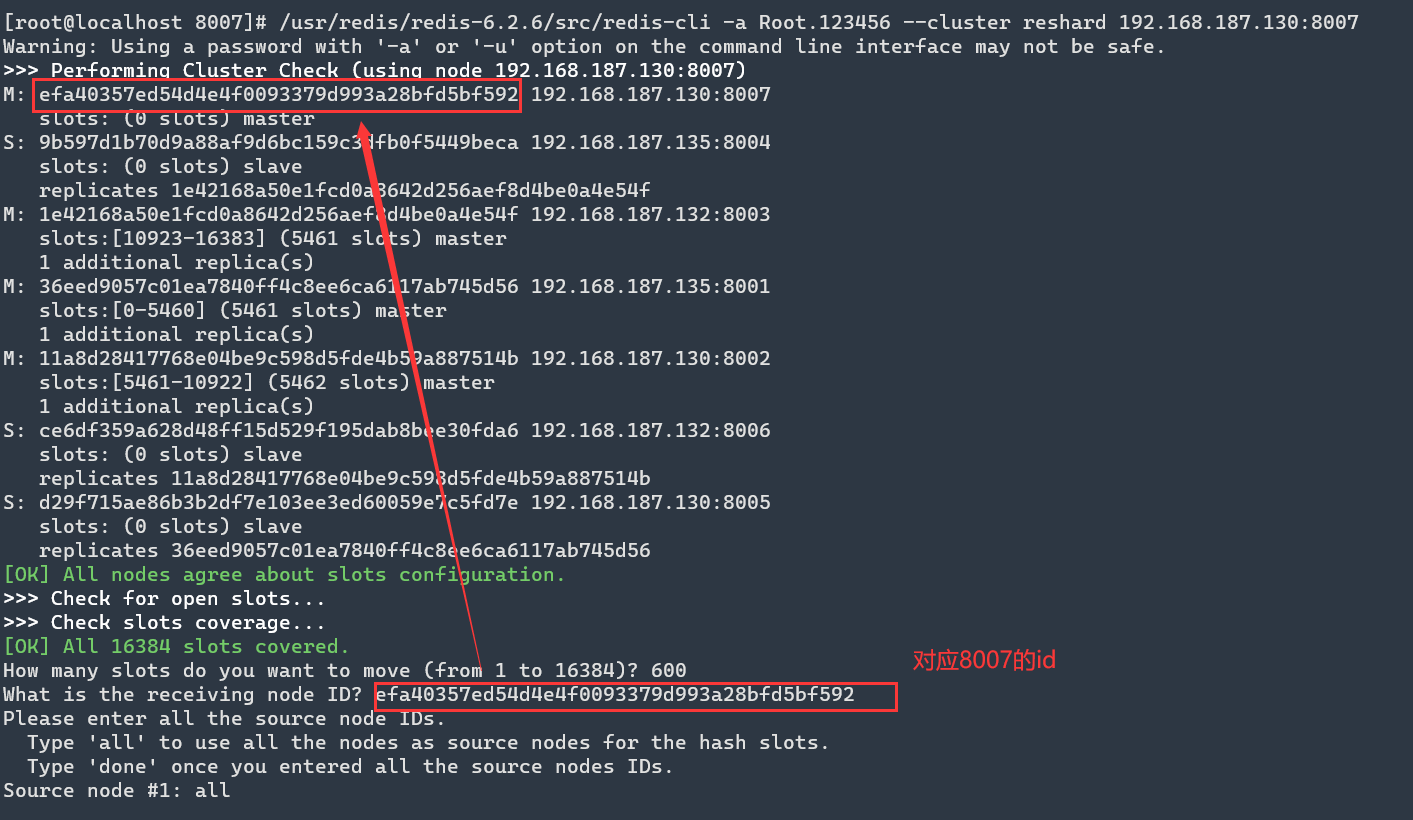 [root@localhost 8007]# /usr/redis/redis-6.2.6/src/redis-cli -a Root.123456 --cluster reshard 192.168.187.130:8007
Warning: Using a password with '-a' or '-u' option on the command line interface may not be safe.
>>> Performing Cluster Check (using node 192.168.187.130:8007)
M: efa40357ed54d4e4f0093379d993a28bfd5bf592 192.168.187.130:8007
   slots: (0 slots) master
S: 9b597d1b70d9a88af9d6bc159c3dfb0f5449beca 192.168.187.135:8004
   slots: (0 slots) slave
   replicates 1e42168a50e1fcd0a8642d256aef8d4be0a4e54f
M: 1e42168a50e1fcd0a8642d256aef8d4be0a4e54f 192.168.187.132:8003
   slots:[10923-16383] (5461 slots) master
   1 additional replica(s)
M: 36eed9057c01ea7840ff4c8ee6ca6117ab745d56 192.168.187.135:8001
   slots:[0-5460] (5461 slots) master
   1 additional replica(s)
M: 11a8d28417768e04be9c598d5fde4b59a887514b 192.168.187.130:8002
   slots:[5461-10922] (5462 slots) master
   1 additional replica(s)
S: ce6df359a628d48ff15d529f195dab8bee30fda6 192.168.187.132:8006
   slots: (0 slots) slave
   replicates 11a8d28417768e04be9c598d5fde4b59a887514b
S: d29f715ae86b3b2df7e103ee3ed60059e7c5fd7e 192.168.187.130:8005
   slots: (0 slots) slave
   replicates 36eed9057c01ea7840ff4c8ee6ca6117ab745d56
[OK] All nodes agree about slots configuration.
>>> Check for open slots...
>>> Check slots coverage...
[OK] All 16384 slots covered.
How many slots do you want to move (from 1 to 16384)? 600
对应8007的id
What is the receiving node ID? efa40357ed54d4e4f0093379d993a28bfd5bf592
Please enter all the source node IDs.
  Type 'all' to use all the nodes as source nodes for the hash slots.
  Type 'done' once you entered all the source nodes IDs.
Source node #1: all